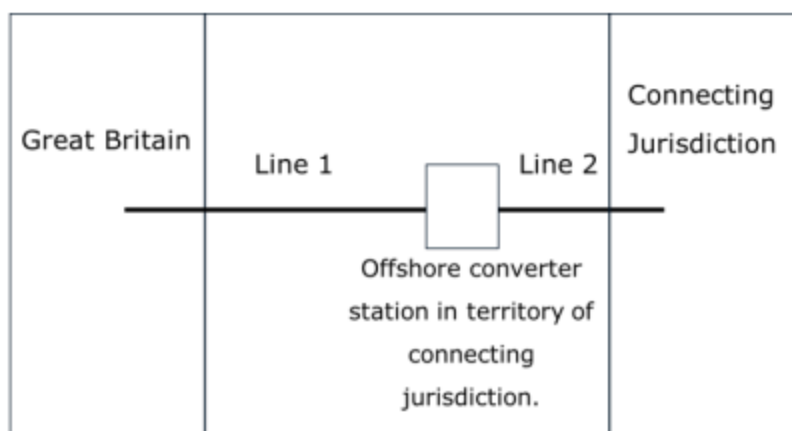 Great Britain
Line 1
Line 2
Connecting
Jurisdiction
Offshore converter
station in territory of
connecting
jurisdiction.